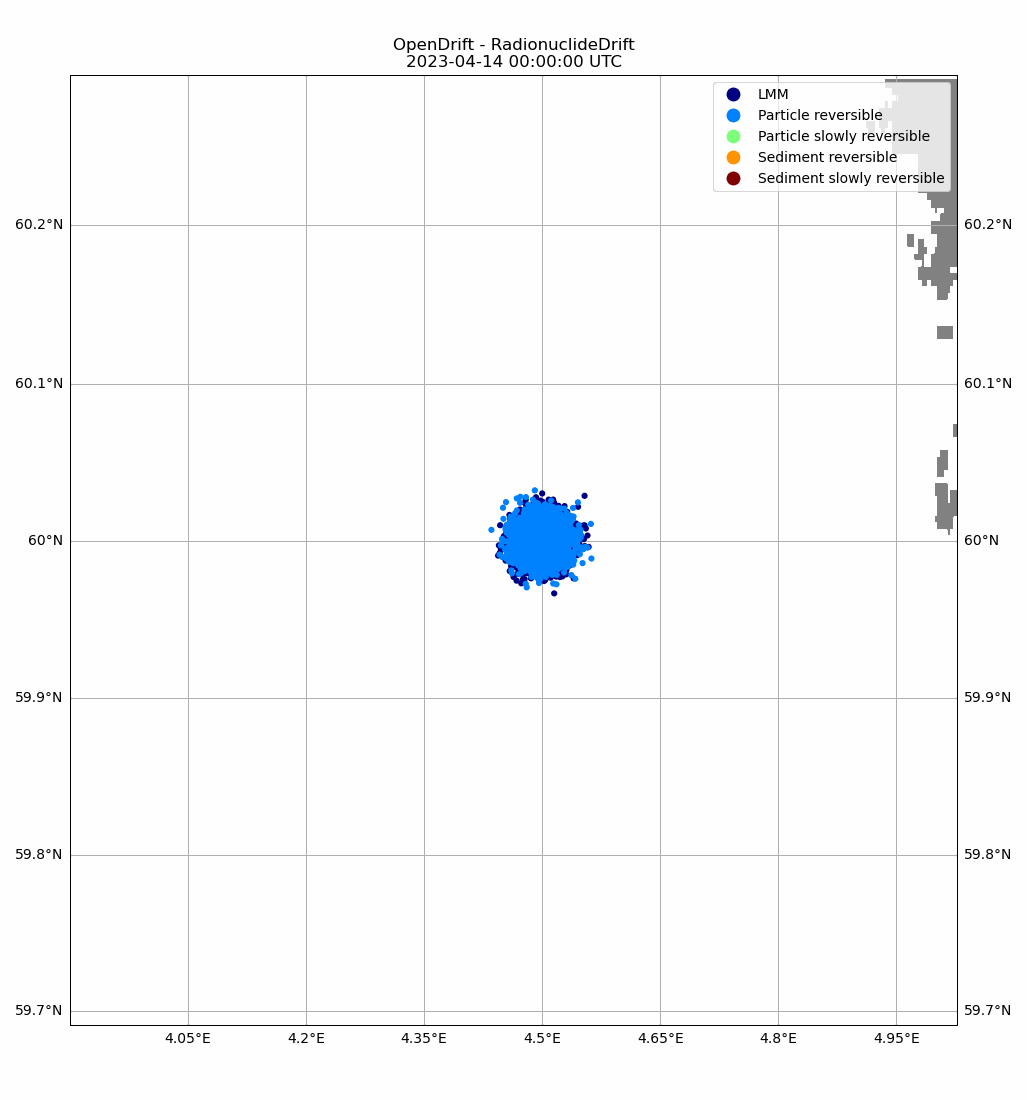 OpenDrift - RadionuclideDrift
2023-04-14 00:00:00 UTC
LMM
Particle reversible
Particle slowly reversible
Sediment reversible
Sediment slowly reversible
60.2°N 60.2°N
60.1°N 60.1°N
60°N 60°N
59.9°N 59.9°N
59.8°N 59.8°N
59.7°N 59.7°N
4.05°E 4.2°E 4.35°E 4.5°E 4.65°E 4.8°E 4.95°E